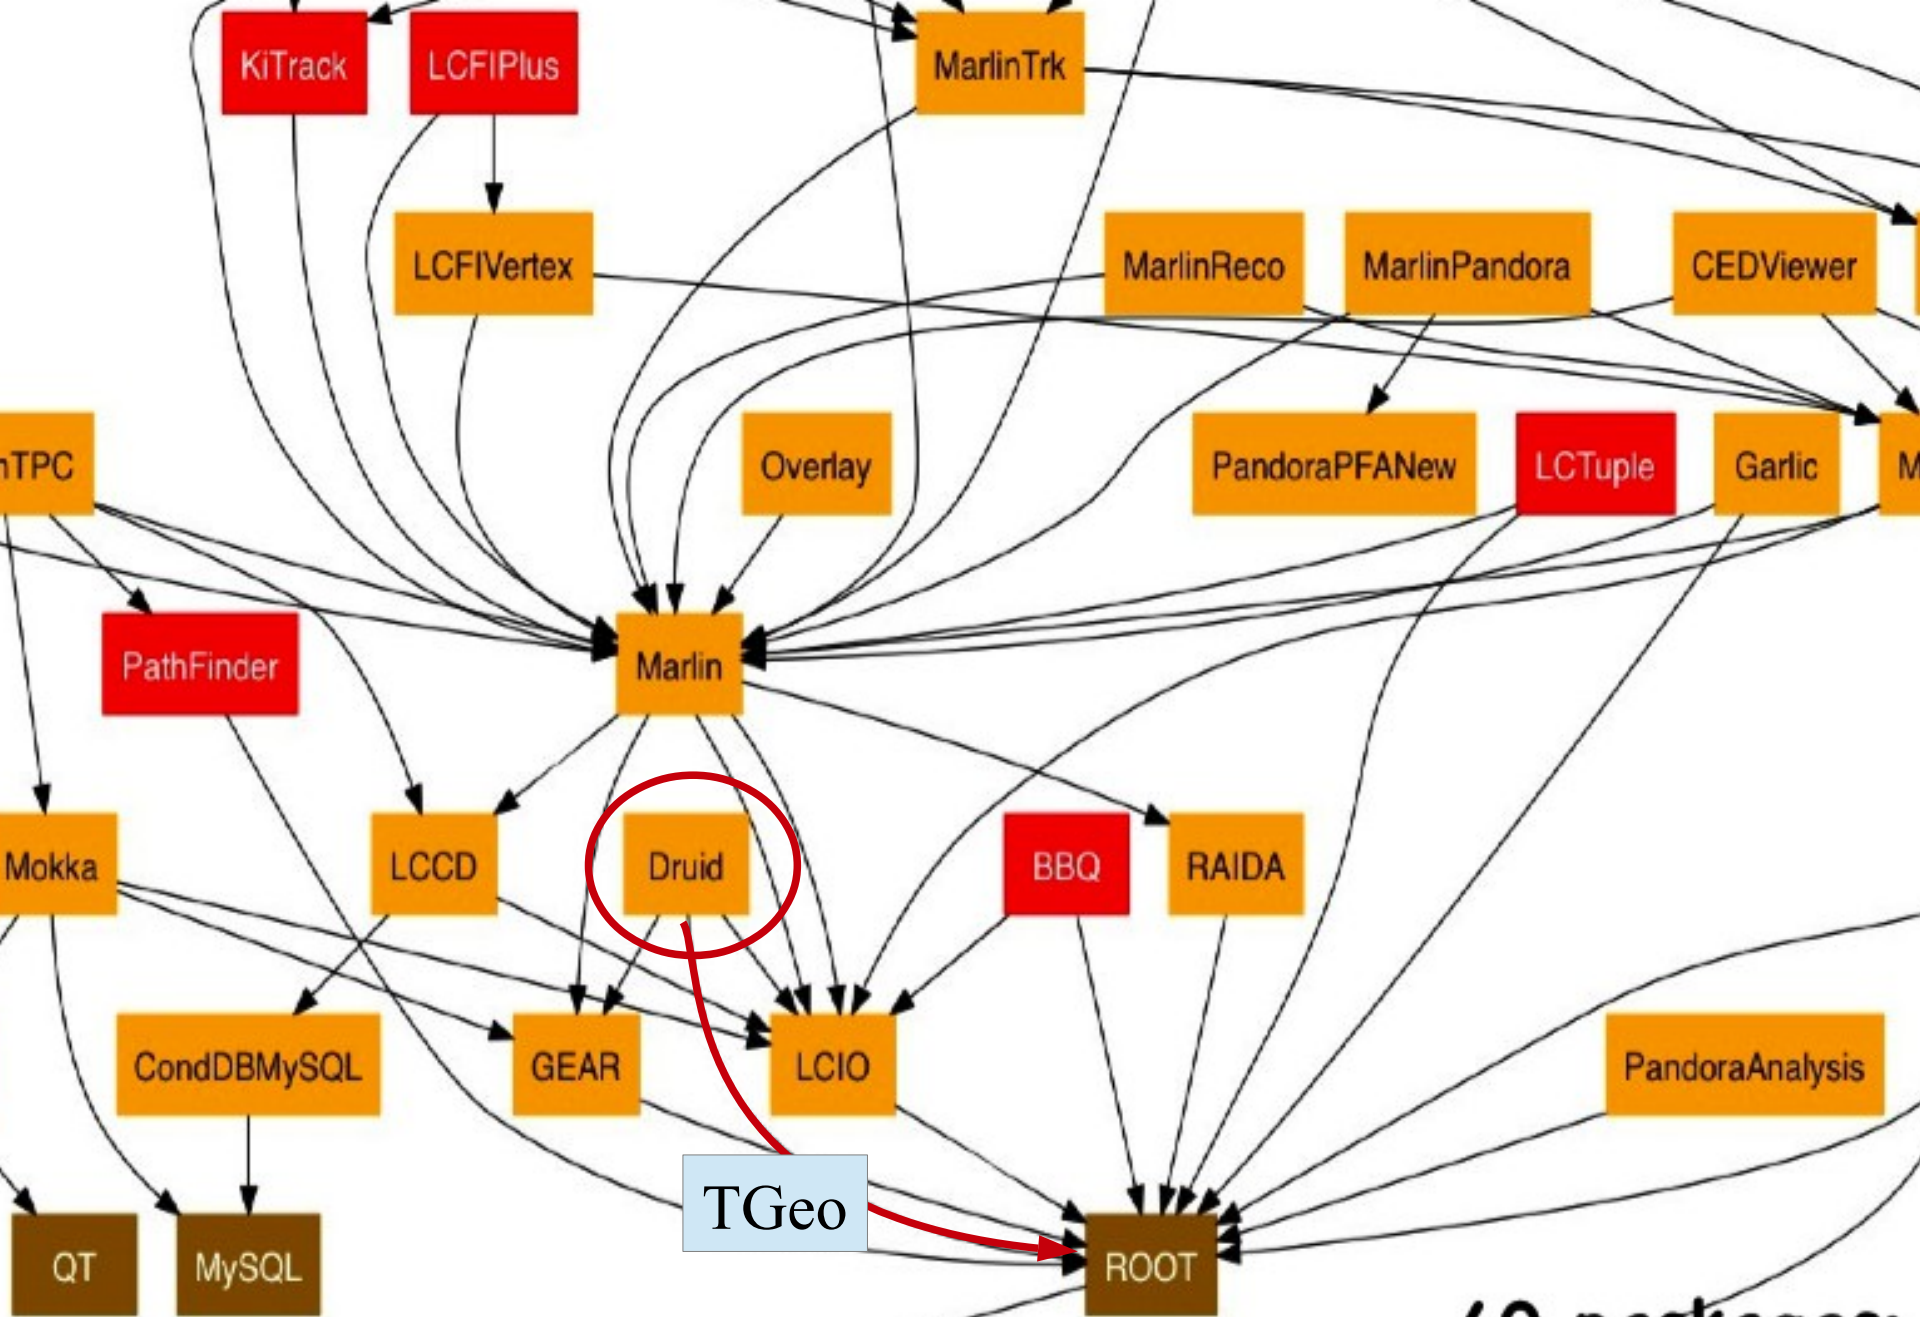 KiTrack
LCFIPlus
MarlinTrk
LCFIVertex
MarlinReco
MarlinPandora
CEDViewer
nTPC
Overlay
PandoraPFANew
LCTuple
Garlic
M
PathFinder
Marlin
Mokka
LCCD
Druid
BBQ
RAIDA
CondDBMySQL
GEAR
LCIO
PandoraAnalysis
TGeo
QT
MySQL
ROOT